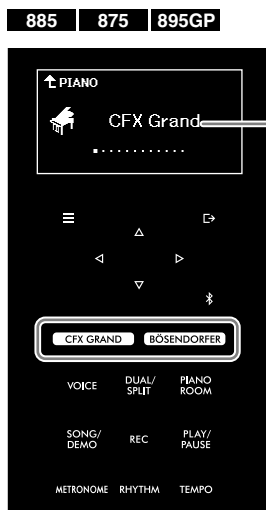 885 875 895GP
PIANO
CFX Grand
CFX GRAND BÖSENDORFER
VOICE DUAL/ SPLIT PIANO ROOM
SONG/ DEMO REC PLAY/ PAUSE
METRONOME RHYTHM TEMPO